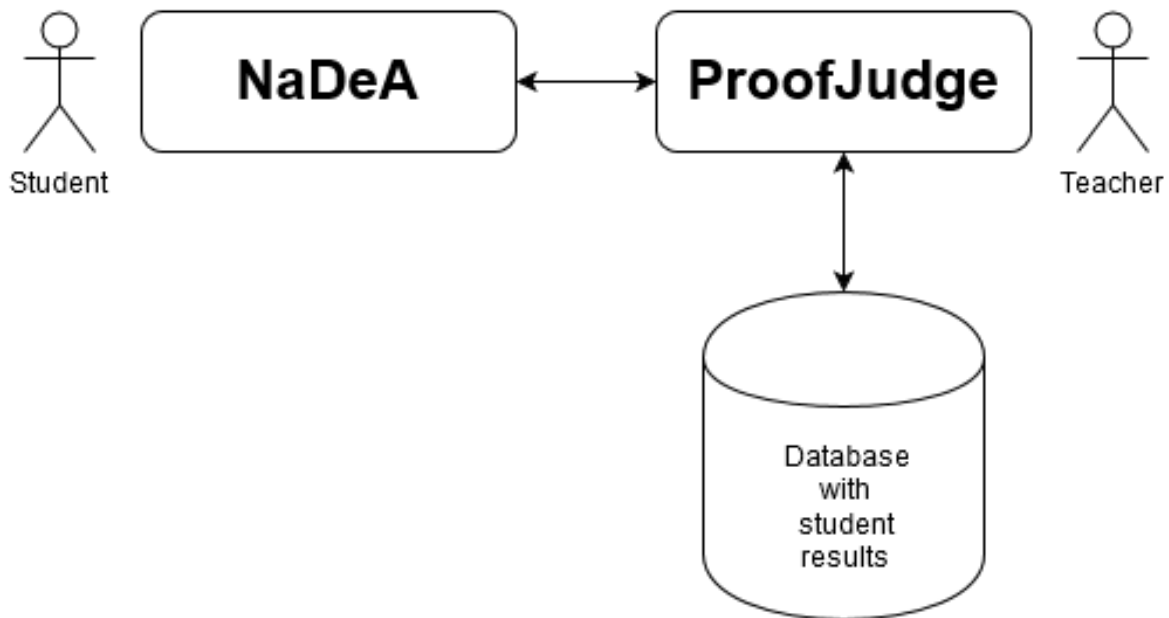 NaDeA
ProofJudge
Student
Teacher
Database
with
student
results